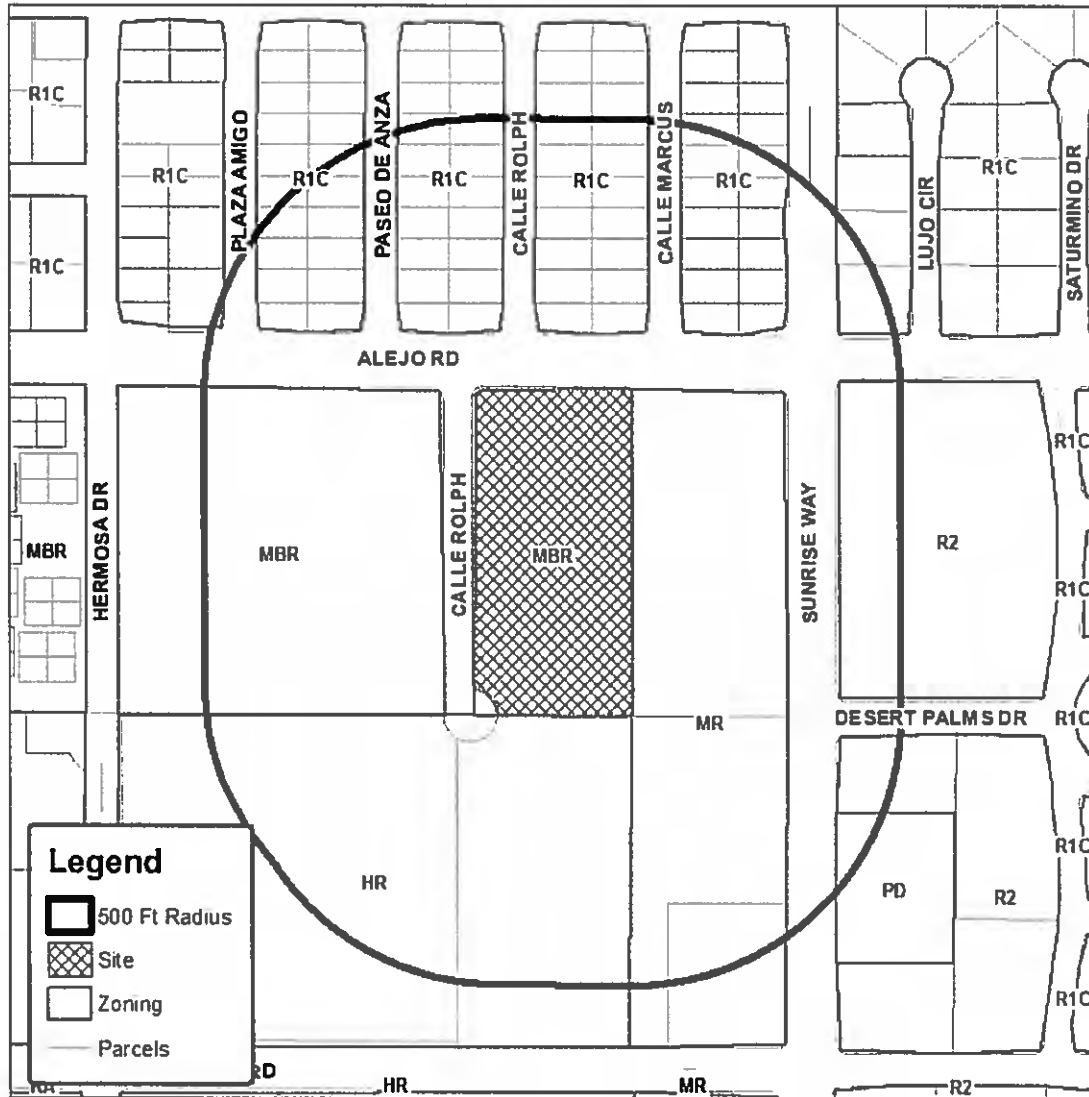 R1C
R1C
R1C
R1C
R1C
R1C
R1C
R1C
PLAZA AMIGO
PASEO DE ANZA
CALLE ROLPH
CALLE MARCUS
LUJO CIR
SATURMINO DR
ALEJO RD
HERMOSA DR
CALLE ROLPH
SUNRISE WAY
MBR
MBR
MBR
R2
R1C
R1C
MR
DESERT PALMS DR
R1C
HR
PD
R2
R1C
R1C
Legend
500 Ft Radius
Site
Zoning
Parcels
RD
HR
MR
R2